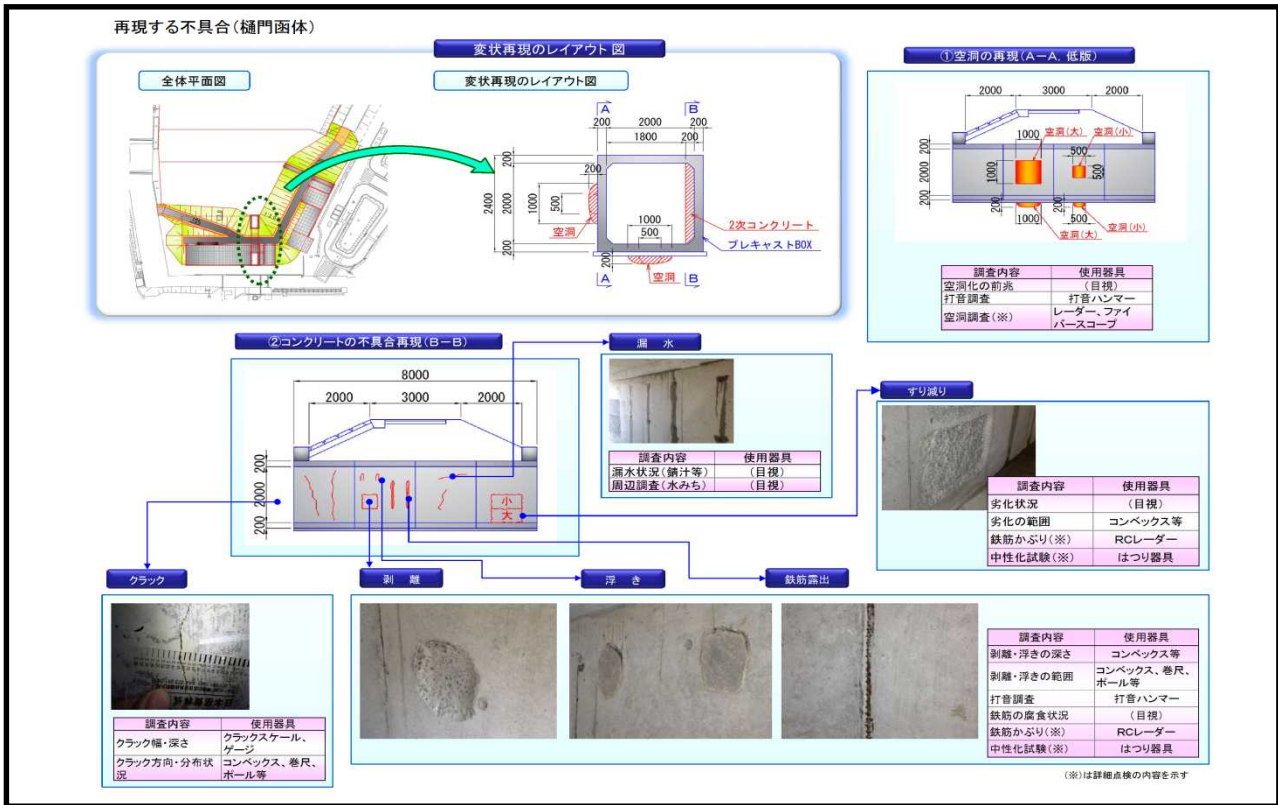 再現する不具合(樋門函体)
変状再現のレイアウト図
全体平面図
変状再現のレイアウト図
A
B
200
2000
200
1800
200
200
200
2400
2000
1000
500
200
空洞
1000
500
200
空洞
2次コンクリート
プレキャストBOX
A
B
①空洞の再現(A-A, 低版)
2000
3000
2000
1000
空洞(大)
空洞(小)
500
200
2000
200
1000
500
200
200
1000
500
空洞(大)
空洞(小)
調査内容 使用器具
空洞化の前兆 (目視)
打音調査 打音ハンマー
空洞調査(※) レーダー、ファイ
バースコープ
②コンクリートの不具合再現(B-B)
8000
2000
3000
2000
200
2000
200
小
大
漏 水
調査内容 使用器具
漏水状況(錆汁等) (目視)
周辺調査(水みち) (目視)
すり減り
調査内容 使用器具
劣化状況 (目視)
劣化の範囲 コンベックス等
鉄筋かぶり(※) RCレーダー
中性化試験(※) はつり器具
クラック
調査内容 使用器具
クラック幅・深さ クラックスケール、
ゲージ
クラック方向・分布状
況 コンベックス、巻尺、
ポール等
剥 離
浮 き
鉄筋露出
調査内容 使用器具
剥離・浮きの深さ コンベックス等
剥離・浮きの範囲 コンベックス、巻尺、
ポール等
打音調査 打音ハンマー
鉄筋の腐食状況 (目視)
鉄筋かぶり(※) RCレーダー
中性化試験(※) はつり器具
(※)は詳細点検の内容を示す